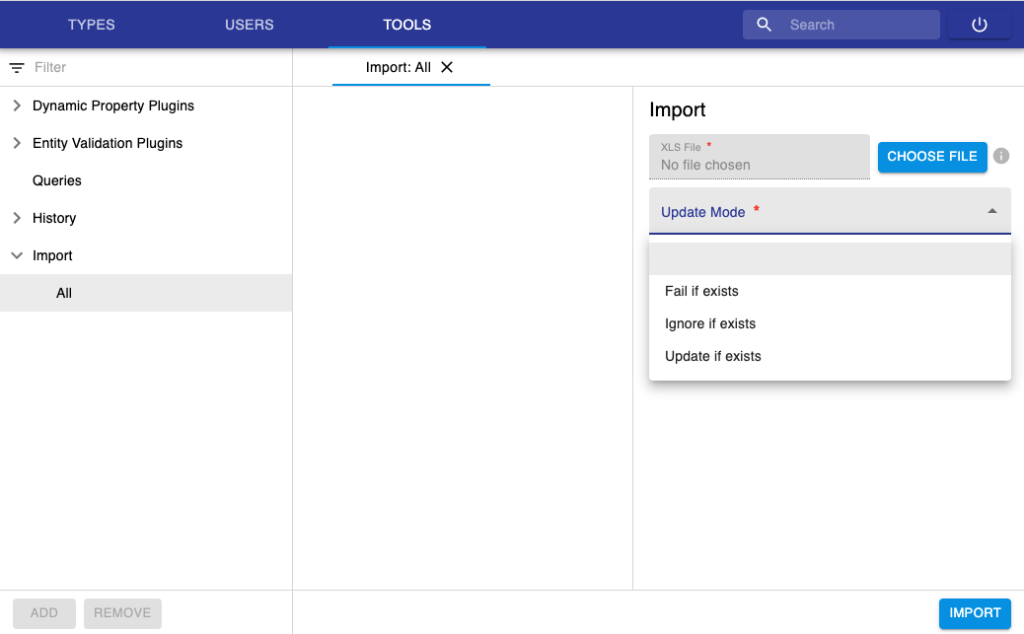 TYPES
USERS
TOOLS
Search
Filter
Import: All
Dynamic Property Plugins
Entity Validation Plugins
Queries
History
Import
All
Import
XLS File *
No file chosen
CHOOSE FILE
Update Mode *
Fail if exists
Ignore if exists
Update if exists
ADD
REMOVE
IMPORT